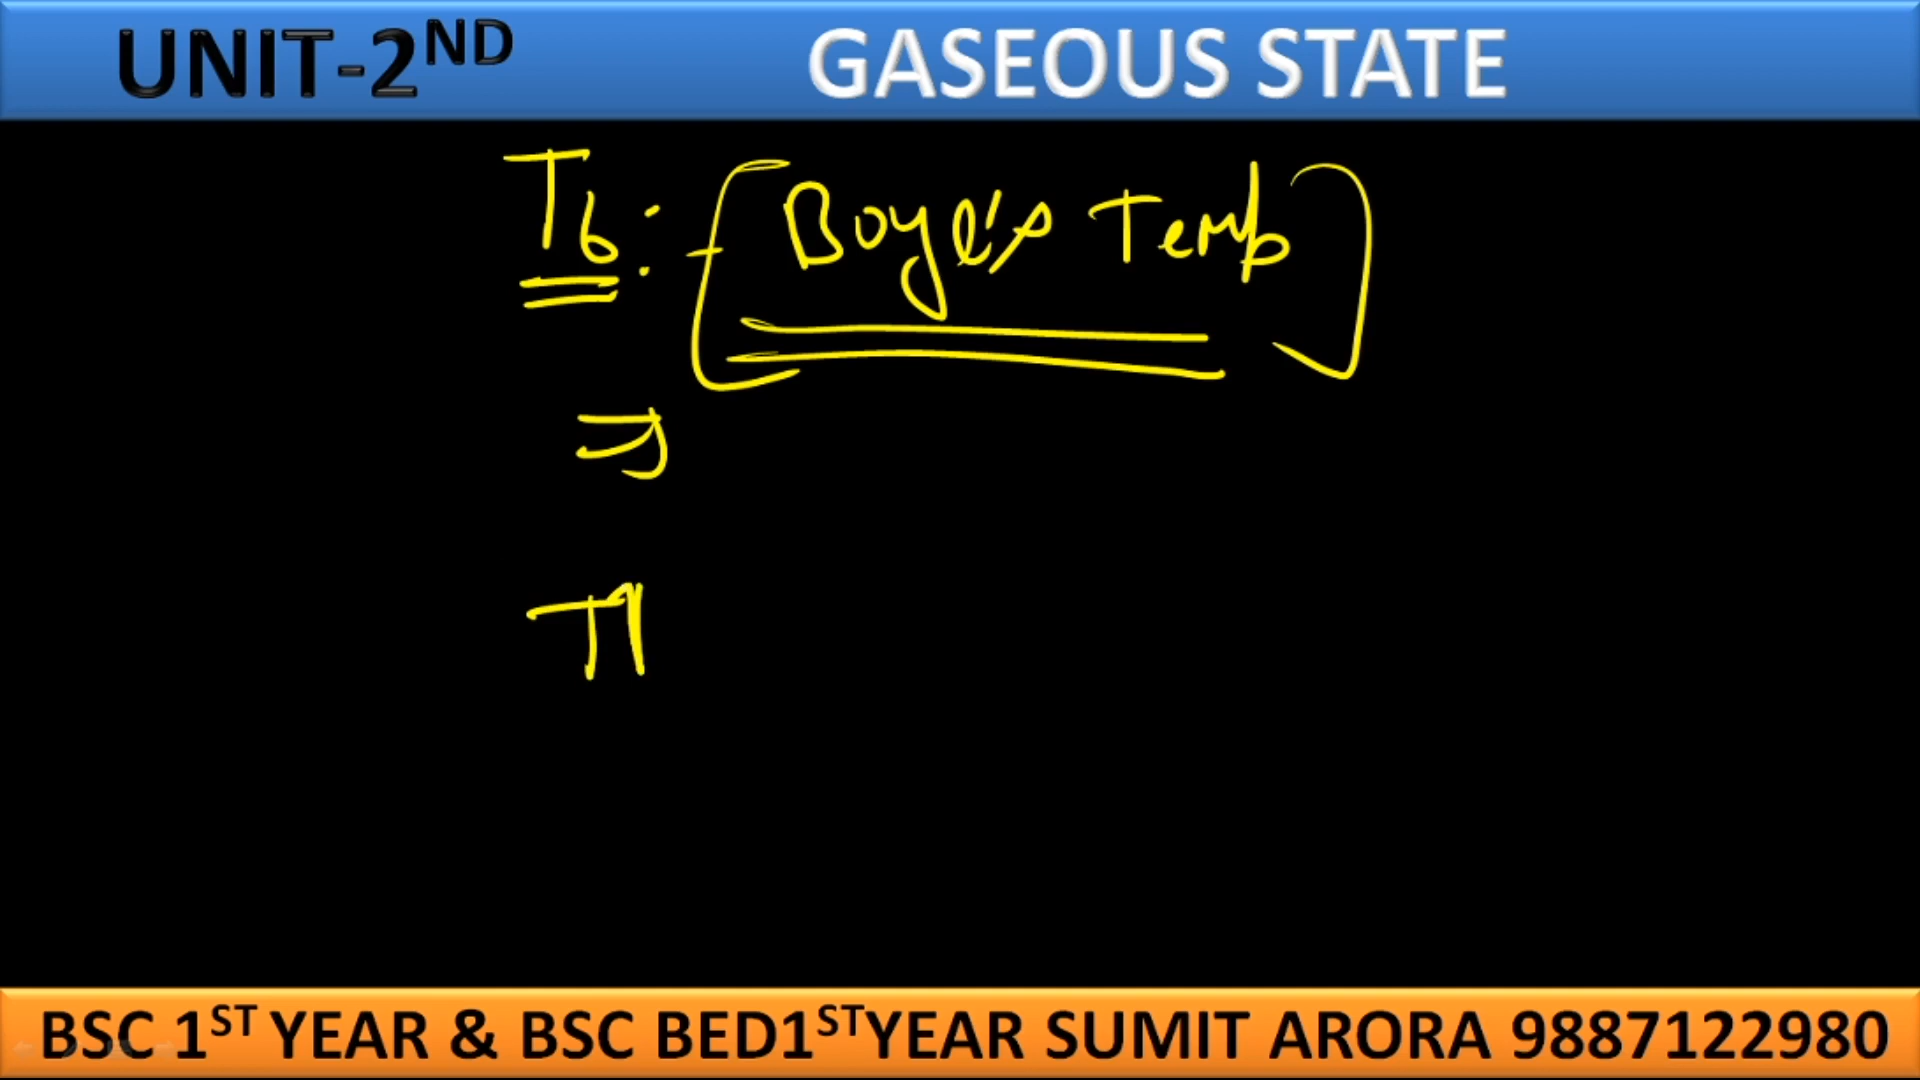 UNIT-2ND GASEOUS STATE
Tb :- [Boyle's Temp]
⇒
BSC 1ST YEAR & BSC BED1STYEAR SUMIT ARORA 9887122980